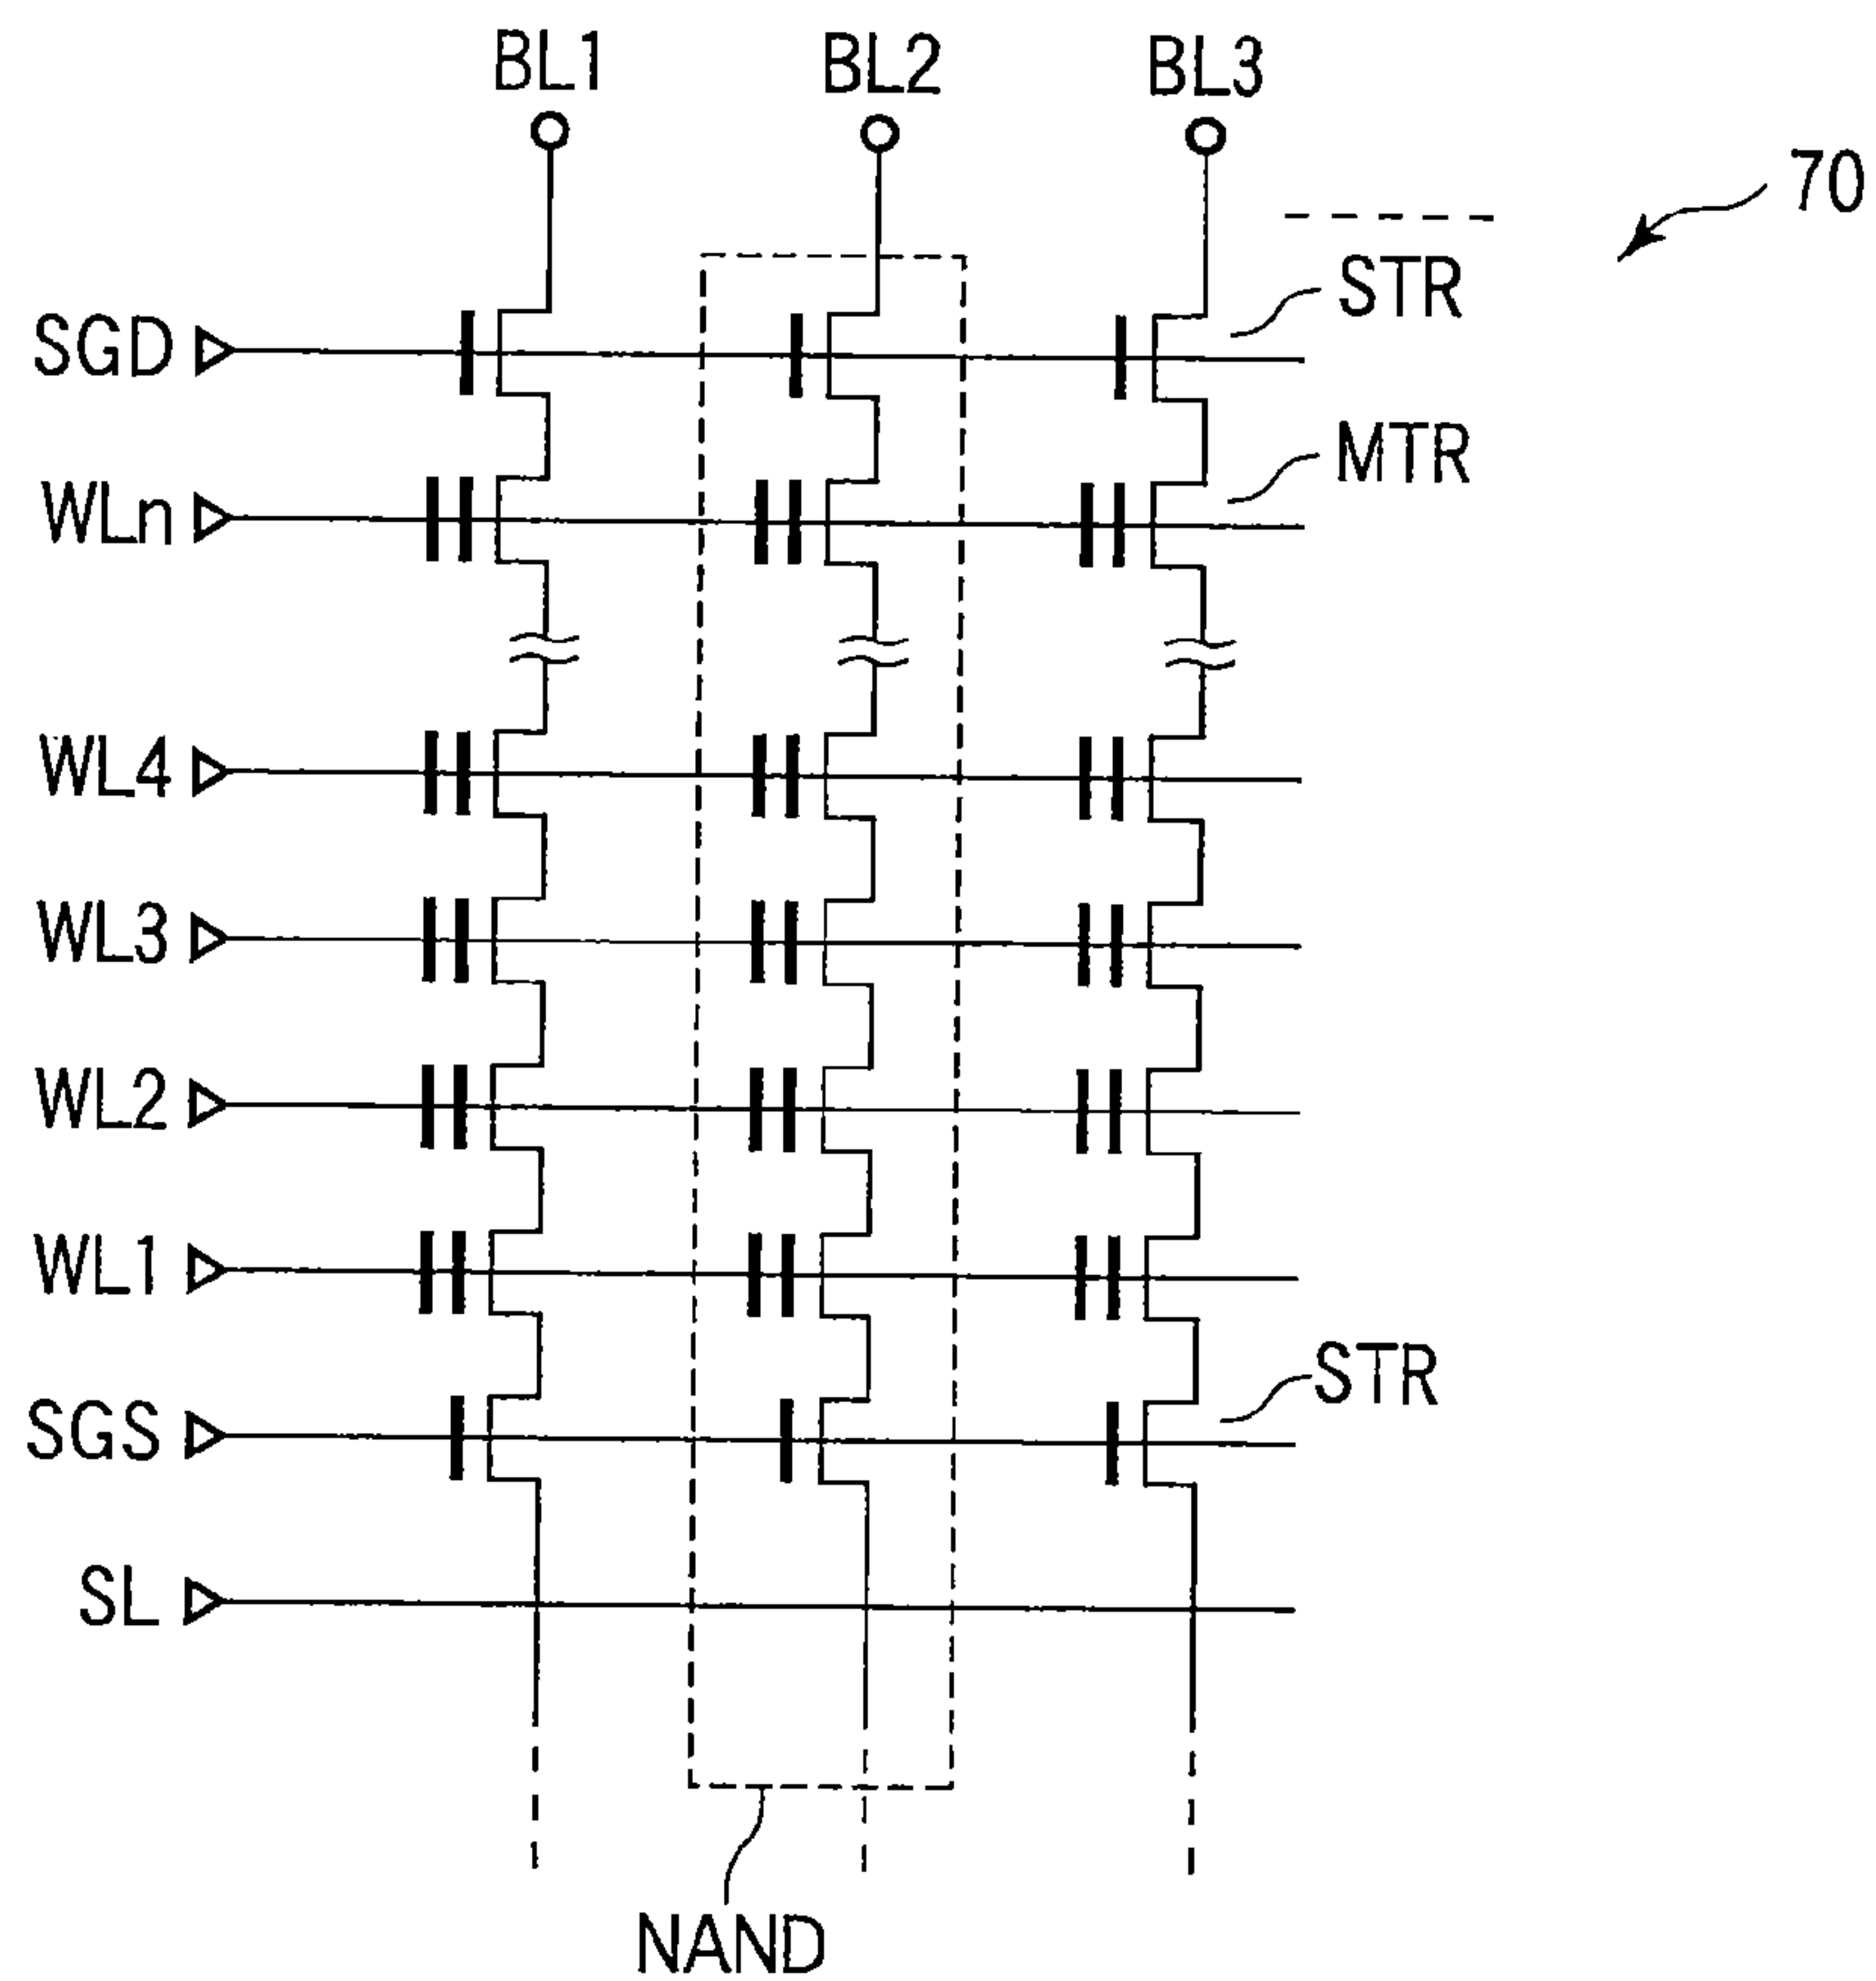 BL1 BL2 BL3
70
STR
SGD
MTR
WLn
WL4
WL3
WL2
WL1
STR
SGS
SL
NAND